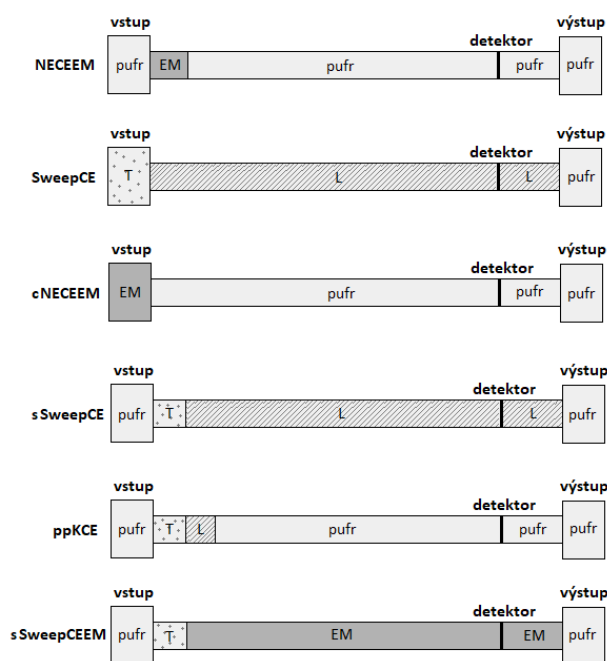 vstup výstup
detektor
NECEEM pufr EM pufr pufr pufr
vstup výstup
detektor
SweepCE T L L pufr
vstup výstup
detektor
cNECEEM EM pufr pufr pufr
vstup výstup
detektor
sSweepCE pufr T L L pufr
vstup výstup
detektor
ppKCE pufr T L pufr pufr pufr
vstup výstup
detektor
sSweepCEEM pufr T EM EM pufr